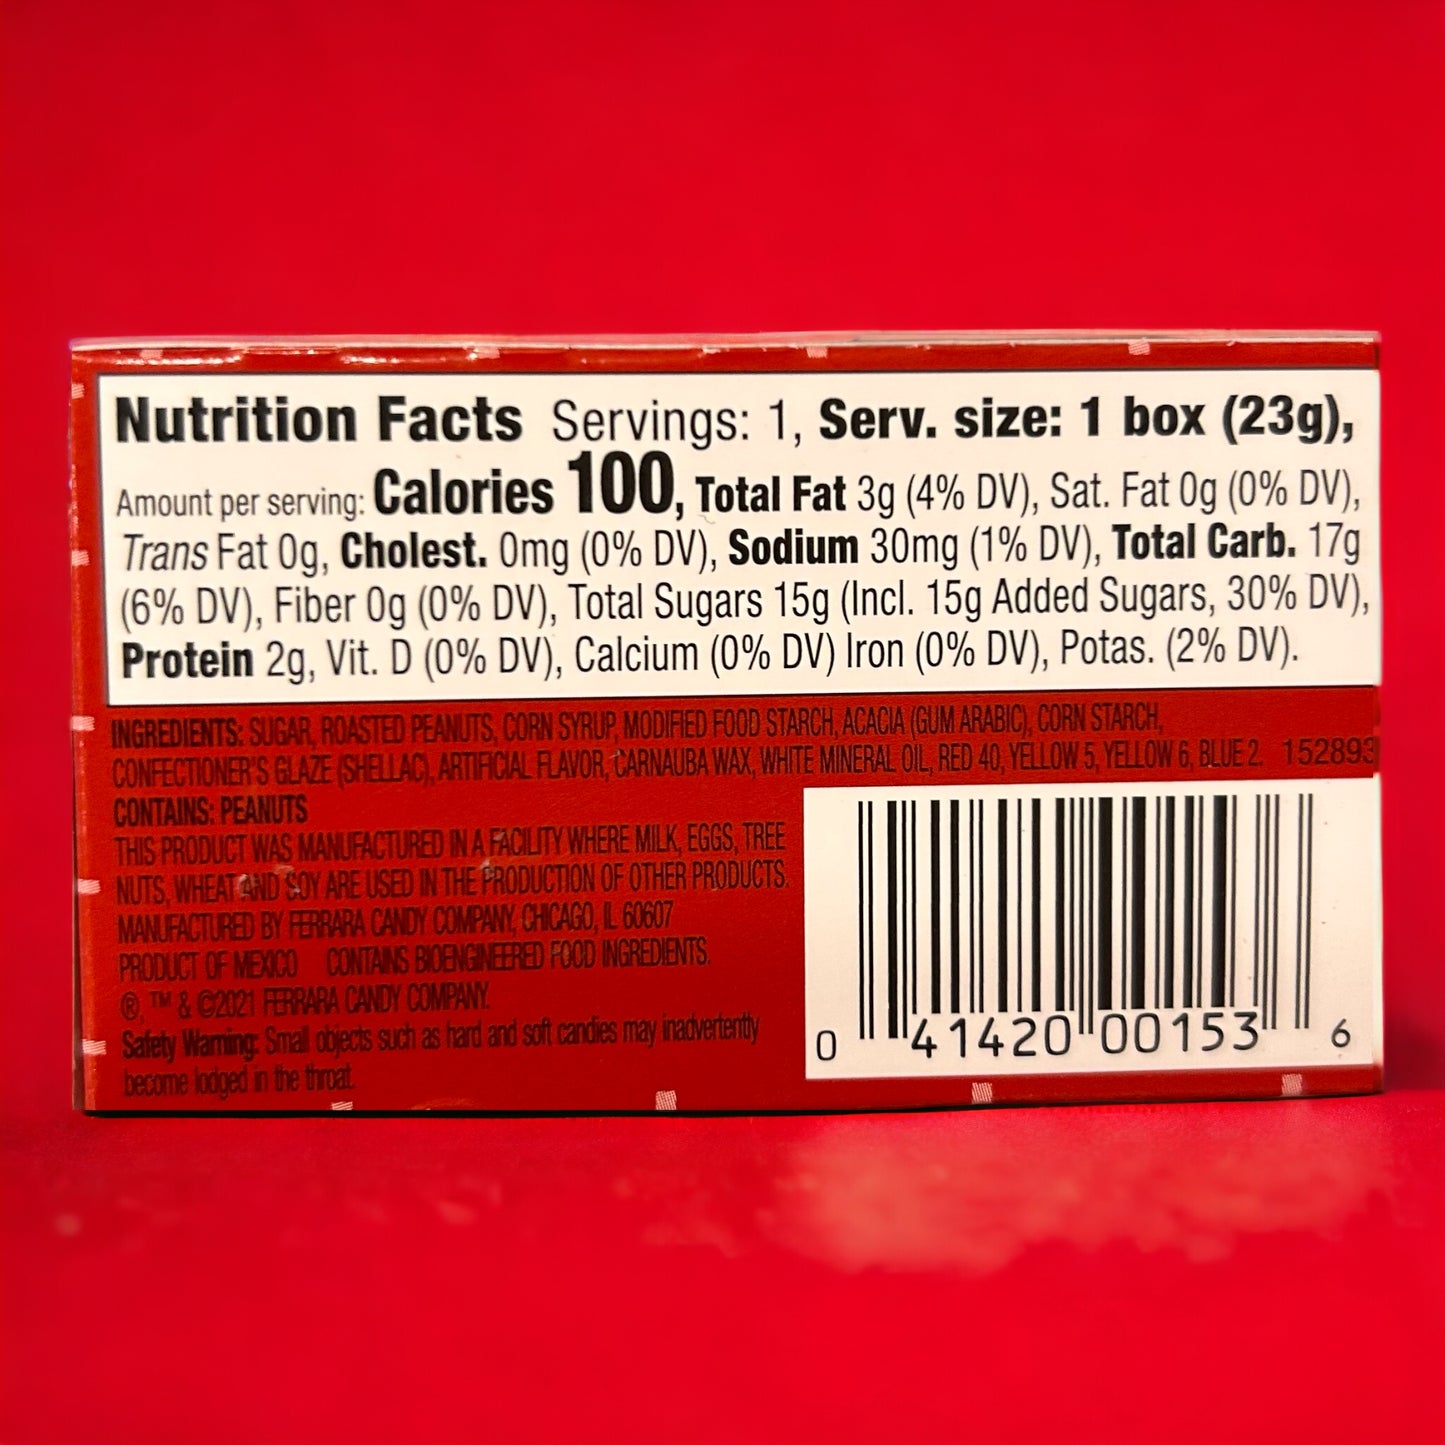 Nutrition Facts Servings: 1, Serv. size: 1 box (23g),
Amount per serving: Calories 100, Total Fat 3g (4% DV), Sat. Fat 0g (0% DV),
Trans Fat 0g, Cholest. 0mg (0% DV), Sodium 30mg (1% DV), Total Carb. 17g
(6% DV), Fiber 0g (0% DV), Total Sugars 15g (Incl. 15g Added Sugars, 30% DV),
Protein 2g, Vit. D (0% DV), Calcium (0% DV) Iron (0% DV), Potas. (2% DV).
INGREDIENTS: SUGAR, ROASTED PEANUTS, CORN SYRUP, MODIFIED FOOD STARCH, ACACIA (GUM ARABIC), CORN STARCH,
CONFECTIONER'S GLAZE (SHELLAC), ARTIFICIAL FLAVOR, CARNAUBA WAX, WHITE MINERAL OIL, RED 40, YELLOW 5, YELLOW 6, BLUE 2. 152893
CONTAINS: PEANUTS
THIS PRODUCT WAS MANUFACTURED IN A FACILITY WHERE MILK, EGGS, TREE
NUTS, WHEAT AND SOY ARE USED IN THE PRODUCTION OF OTHER PRODUCTS.
MANUFACTURED BY FERRARA CANDY COMPANY, CHICAGO, IL 60607
PRODUCT OF MEXICO CONTAINS BIOENGINEERED FOOD INGREDIENTS.
®, ™ & ©2021 FERRARA CANDY COMPANY.
Safety Warning: Small objects such as hard and soft candies may inadvertently
become lodged in the throat.
0 41420 00153 6